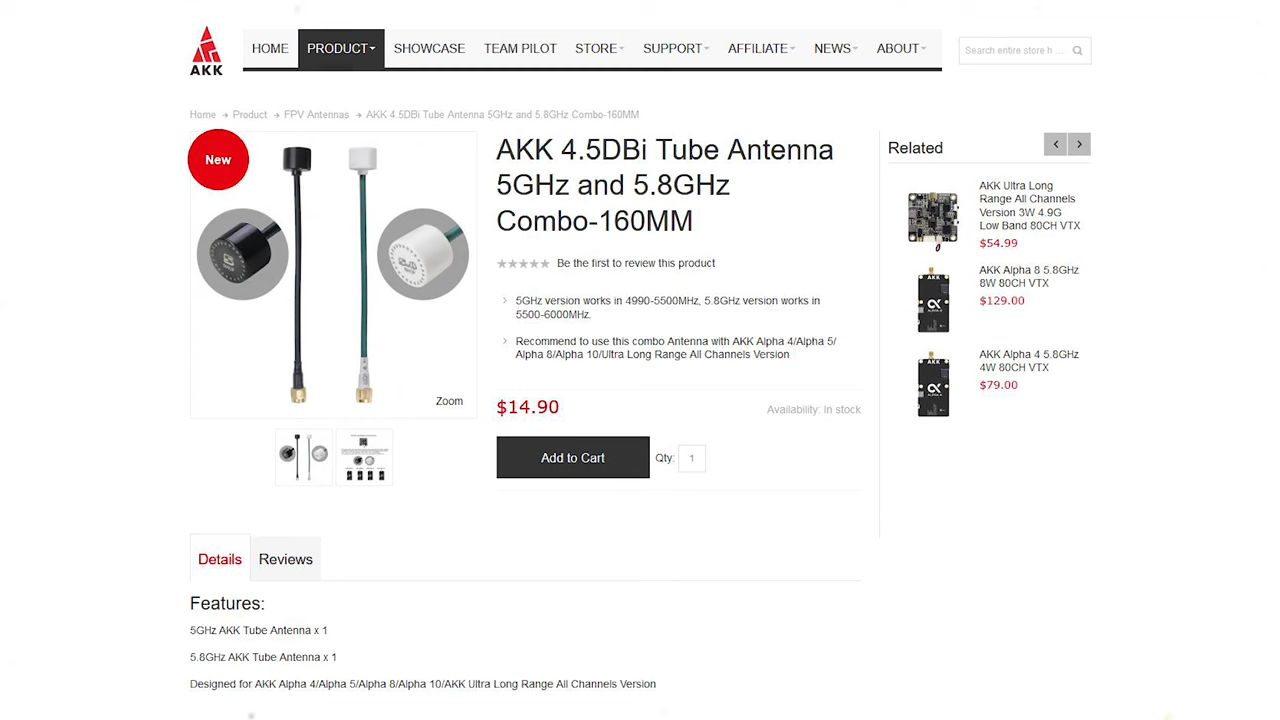 AKK
HOME
PRODUCT
SHOWCASE
TEAM PILOT
STORE
SUPPORT
AFFILIATE
NEWS
ABOUT
Search entire store h ...
Home → Product → FPV Antennas → AKK 4.5DBi Tube Antenna 5GHz and 5.8GHz Combo-160MM
New
Zoom
AKK 4.5DBi Tube Antenna
5GHz and 5.8GHz
Combo-160MM
Be the first to review this product
5GHz version works in 4990-5500MHz, 5.8GHz version works in
5500-6000MHz.
Recommend to use this combo Antenna with AKK Alpha 4/Alpha 5/
Alpha 8/Alpha 10/Ultra Long Range All Channels Version
$14.90
Availability: In stock
Add to Cart
Qty:
1
Related
AKK Ultra Long
Range All Channels
Version 3W 4.9G
Low Band 80CH VTX
$54.99
AKK Alpha 8 5.8GHz
8W 80CH VTX
$129.00
AKK Alpha 4 5.8GHz
4W 80CH VTX
$79.00
Details
Reviews
Features:
5GHz AKK Tube Antenna x 1
5.8GHz AKK Tube Antenna x 1
Designed for AKK Alpha 4/Alpha 5/Alpha 8/Alpha 10/AKK Ultra Long Range All Channels Version